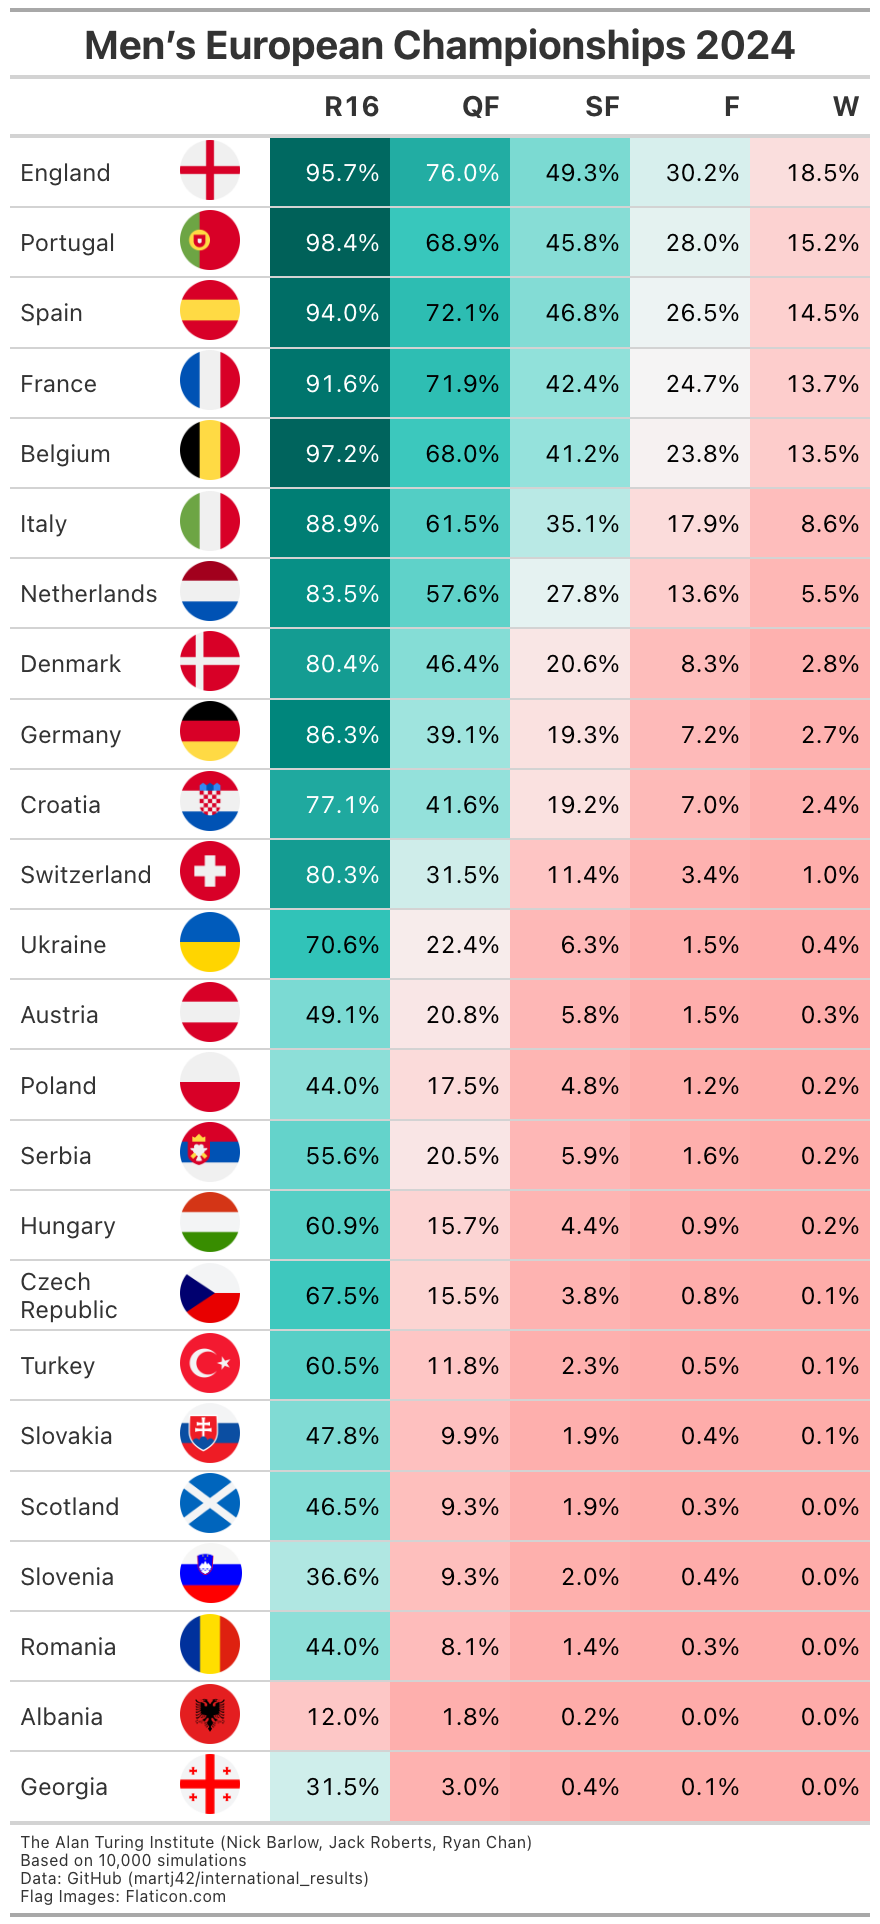 Men’s European Championships 2024
R16 QF SF F W
England 95.7% 76.0% 49.3% 30.2% 18.5%
Portugal 98.4% 68.9% 45.8% 28.0% 15.2%
Spain 94.0% 72.1% 46.8% 26.5% 14.5%
France 91.6% 71.9% 42.4% 24.7% 13.7%
Belgium 97.2% 68.0% 41.2% 23.8% 13.5%
Italy 88.9% 61.5% 35.1% 17.9% 8.6%
Netherlands 83.5% 57.6% 27.8% 13.6% 5.5%
Denmark 80.4% 46.4% 20.6% 8.3% 2.8%
Germany 86.3% 39.1% 19.3% 7.2% 2.7%
Croatia 77.1% 41.6% 19.2% 7.0% 2.4%
Switzerland 80.3% 31.5% 11.4% 3.4% 1.0%
Ukraine 70.6% 22.4% 6.3% 1.5% 0.4%
Austria 49.1% 20.8% 5.8% 1.5% 0.3%
Poland 44.0% 17.5% 4.8% 1.2% 0.2%
Serbia 55.6% 20.5% 5.9% 1.6% 0.2%
Hungary 60.9% 15.7% 4.4% 0.9% 0.2%
Czech
Republic 67.5% 15.5% 3.8% 0.8% 0.1%
Turkey 60.5% 11.8% 2.3% 0.5% 0.1%
Slovakia 47.8% 9.9% 1.9% 0.4% 0.1%
Scotland 46.5% 9.3% 1.9% 0.3% 0.0%
Slovenia 36.6% 9.3% 2.0% 0.4% 0.0%
Romania 44.0% 8.1% 1.4% 0.3% 0.0%
Albania 12.0% 1.8% 0.2% 0.0% 0.0%
Georgia 31.5% 3.0% 0.4% 0.1% 0.0%
The Alan Turing Institute (Nick Barlow, Jack Roberts, Ryan Chan)
Based on 10,000 simulations
Data: GitHub (martj42/international_results)
Flag Images: Flaticon.com